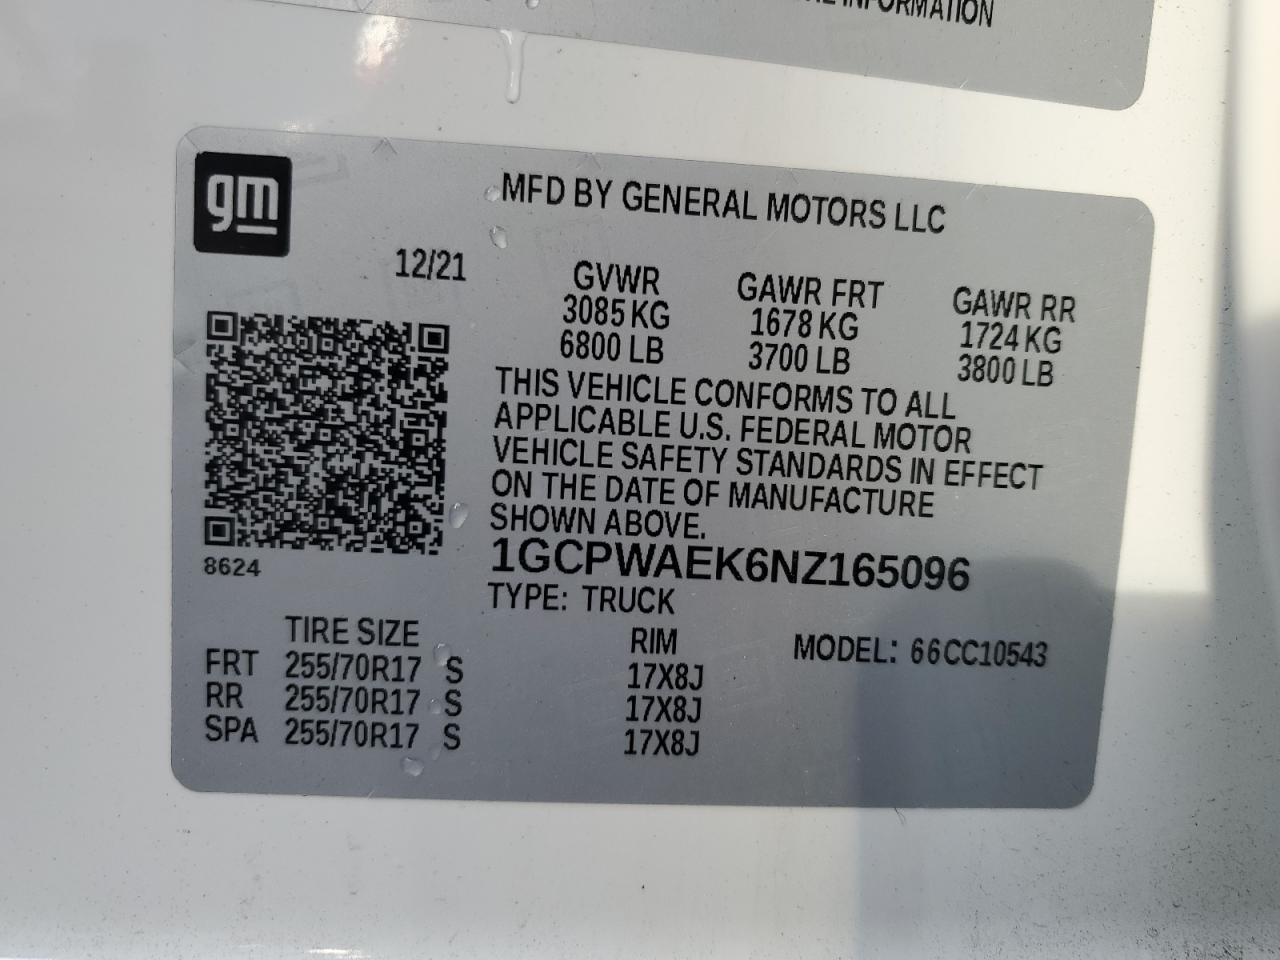 INFORMATION
gm
MFD BY GENERAL MOTORS LLC
12/21
GVWR GAWR FRT GAWR RR
3085 KG 1678 KG 1724 KG
6800 LB 3700 LB 3800 LB
THIS VEHICLE CONFORMS TO ALL
APPLICABLE U.S. FEDERAL MOTOR
VEHICLE SAFETY STANDARDS IN EFFECT
ON THE DATE OF MANUFACTURE
SHOWN ABOVE.
1GCPWAEK6NZ165096
8624
TYPE: TRUCK
TIRE SIZE RIM MODEL: 66CC10543
FRT 255/70R17 S 17X8J
RR 255/70R17 S 17X8J
SPA 255/70R17 S 17X8J